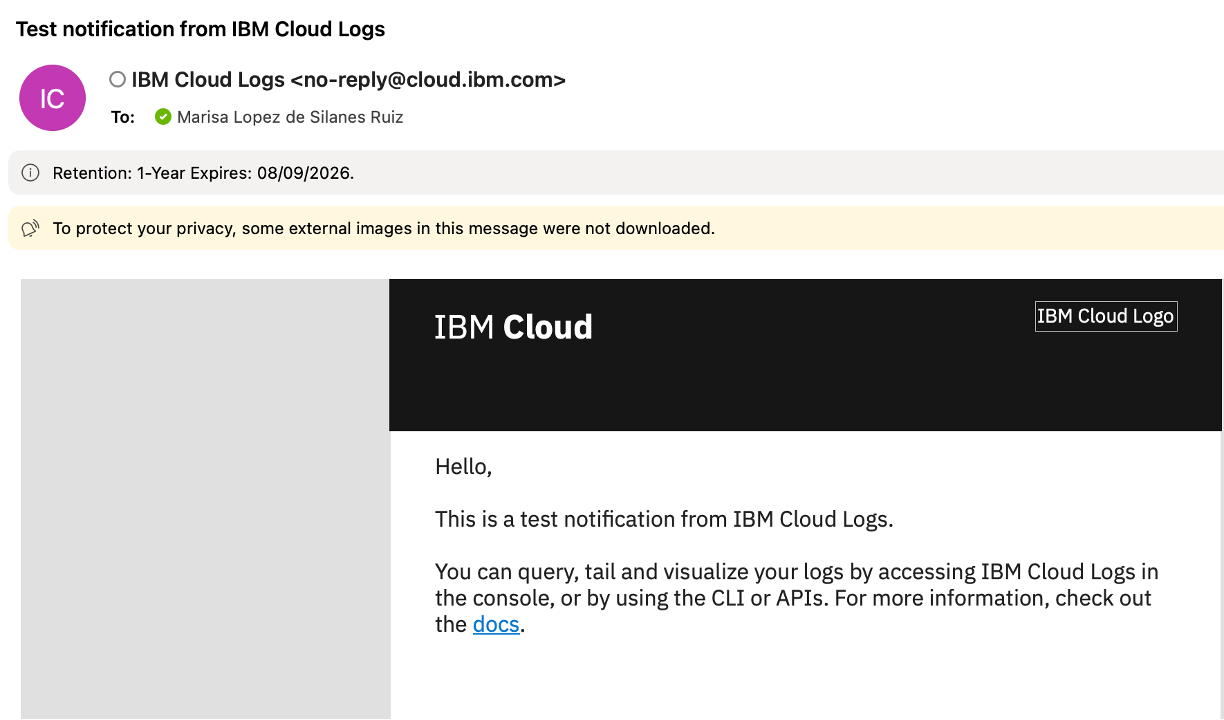 Test notification from IBM Cloud Logs
IC
IBM Cloud Logs <no-reply@cloud.ibm.com>
To: Marisa Lopez de Silanes Ruiz
Retention: 1-Year Expires: 08/09/2026.
To protect your privacy, some external images in this message were not downloaded.
IBM Cloud
IBM Cloud Logo
Hello,
This is a test notification from IBM Cloud Logs.
You can query, tail and visualize your logs by accessing IBM Cloud Logs in
the console, or by using the CLI or APIs. For more information, check out
the docs.